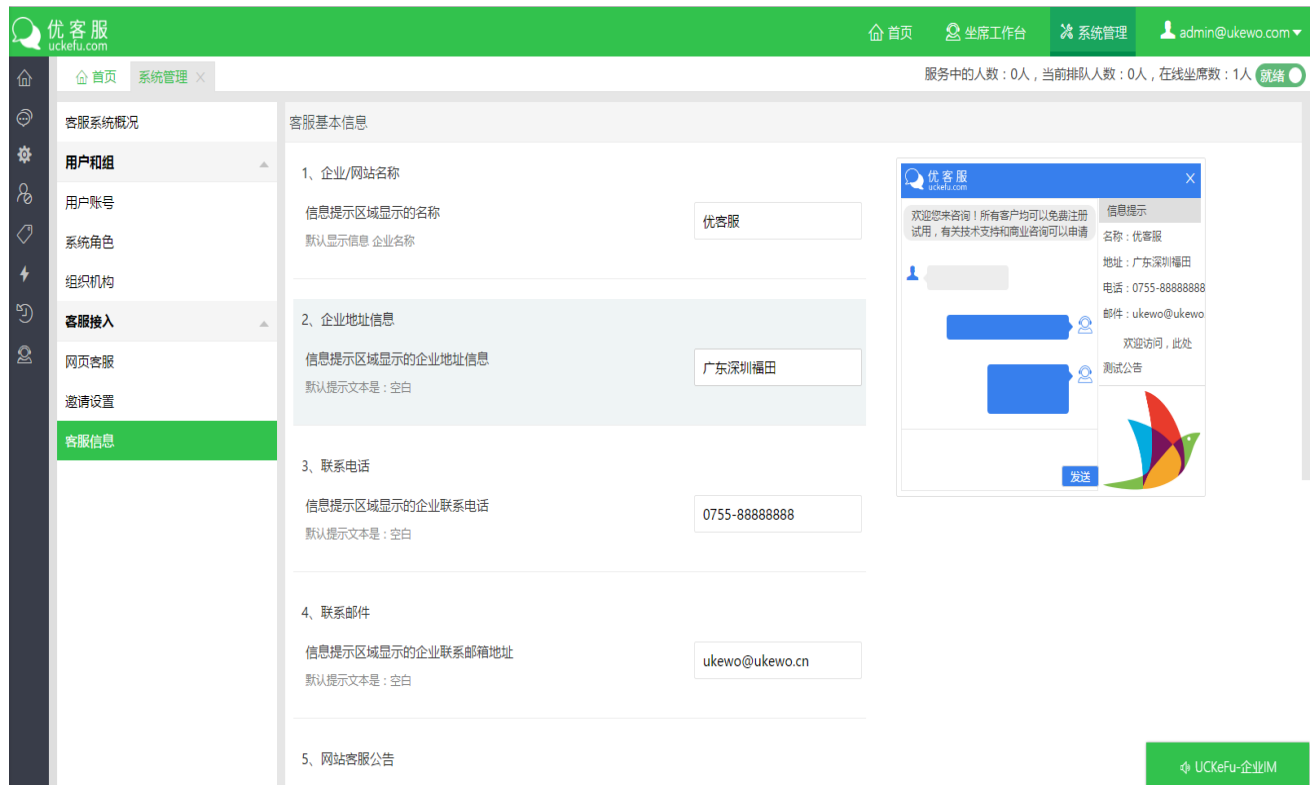 优客服
uckefu.com
首页
坐席工作台
系统管理
admin@ukewo.com
首页
系统管理
服务中的人数：0人，当前排队人数：0人，在线坐席数：1人
就绪
客服系统概况
用户和组
用户账号
系统角色
组织机构
客服接入
网页客服
邀请设置
客服信息
客服基本信息
1、企业/网站名称
信息提示区域显示的名称
默认显示信息 企业名称
优客服
2、企业地址信息
信息提示区域显示的企业地址信息
默认提示文本是：空白
广东深圳福田
3、联系电话
信息提示区域显示的企业联系电话
默认提示文本是：空白
0755-88888888
4、联系邮件
信息提示区域显示的企业联系邮箱地址
默认提示文本是：空白
ukewo@ukewo.cn
5、网站客服公告
优客服
uckefu.com
X
欢迎您来咨询！所有客户均可以免费注册
试用，有关技术支持和商业咨询可以申请
发送
信息提示
名称：优客服
地址：广东深圳福田
电话：0755-88888888
邮件：ukewo@ukewo
欢迎访问，此处
测试公告
UCKeFu-企业IM